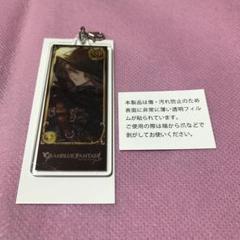 GRANBLUE FANTASY
本製品は傷・汚れ防止のため
表面に非常に薄い透明フィル
ムが貼られています。
ご使用の際は端から爪などで
剥がしてお使いください。